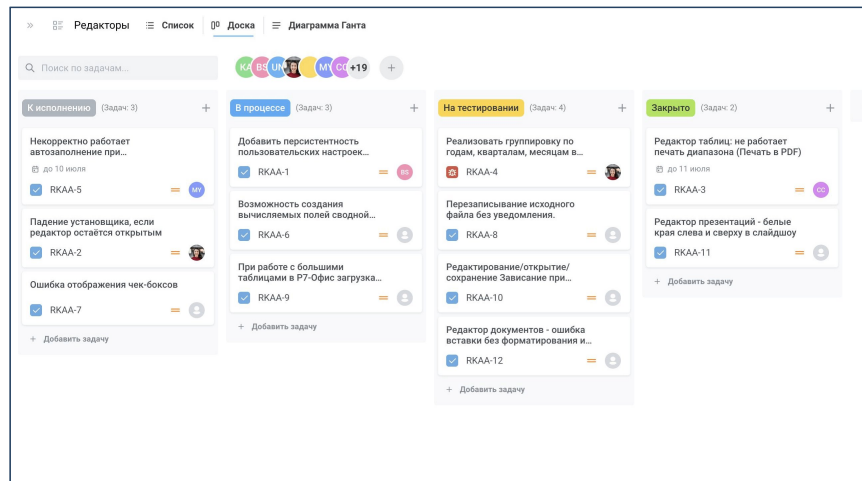 Редакторы
Список
Доска
Диаграмма Ганта
Поиск по задачам...
KA BS UN MY CC +19
К исполнению (Задач: 3)
Некорректно работает
автозаполнение при...
до 10 июля
RKAA-5 MY
Падение установщика, если
редактор остаётся открытым
RKAA-2
Ошибка отображения чек-боксов
RKAA-7
+ Добавить задачу
В процессе (Задач: 3)
Добавить персистентность
пользовательских настроек...
RKAA-1 BS
Возможность создания
вычисляемых полей сводной...
RKAA-6
При работе с большими
таблицами в Р7-Офис загрузка...
RKAA-9
+ Добавить задачу
На тестировании (Задач: 4)
Реализовать группировку по
годам, кварталам, месяцам в...
RKAA-4
Перезаписывание исходного
файла без уведомления.
RKAA-8
Редактирование/открытие/
сохранение Зависание при...
RKAA-10
Редактор документов - ошибка
вставки без форматирования и...
RKAA-12
+ Добавить задачу
Закрыто (Задач: 2)
Редактор таблиц: не работает
печать диапазона (Печать в PDF)
до 11 июля
RKAA-3 CC
Редактор презентаций - белые
края слева и сверху в слайдшоу
RKAA-11
+ Добавить задачу